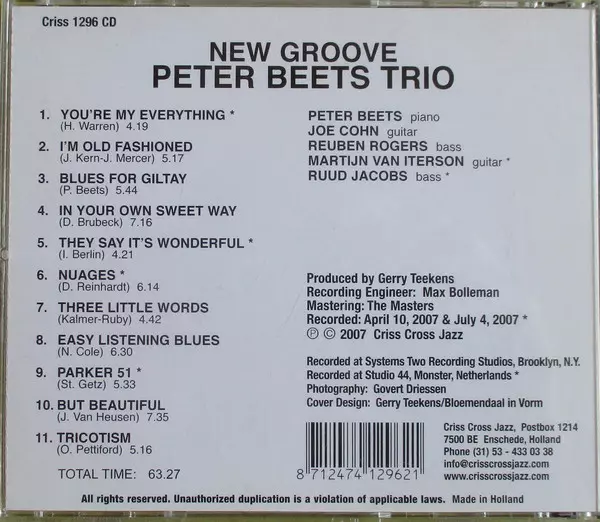 Criss 1296 CD
NEW GROOVE
PETER BEETS TRIO
1. YOU'RE MY EVERYTHING *
(H. Warren) 4.19
2. I'M OLD FASHIONED
(J. Kern-J. Mercer) 5.17
3. BLUES FOR GILTAY
(P. Beets) 5.44
4. IN YOUR OWN SWEET WAY
(D. Brubeck) 7.16
5. THEY SAY IT'S WONDERFUL *
(I. Berlin) 4.21
6. NUAGES *
(D. Reinhardt) 6.14
7. THREE LITTLE WORDS
(Kalmer-Ruby) 4.42
8. EASY LISTENING BLUES
(N. Cole) 6.30
9. PARKER 51 *
(St. Getz) 5.33
10. BUT BEAUTIFUL
(J. Van Heusen) 7.35
11. TRICOTISM
(O. Pettiford) 5.16
TOTAL TIME: 63.27
PETER BEETS piano
JOE COHN guitar
REUBEN ROGERS bass
MARTIJN VAN ITERSON guitar *
RUUD JACOBS bass *
Produced by Gerry Teekens
Recording Engineer: Max Bolleman
Mastering: The Masters
Recorded: April 10, 2007 & July 4, 2007 *
℗ © 2007 Criss Cross Jazz
Recorded at Systems Two Recording Studios, Brooklyn, N.Y.
Recorded at Studio 44, Monster, Netherlands *
Photography: Govert Driessen
Cover Design: Gerry Teekens/Bloemendaal in Vorm
8 712474 129621
Criss Cross Jazz, Postbox 1214
7500 BE Enschede, Holland
Phone (31) 53 - 433 03 38
info@crisscrossjazz.com
www.crisscrossjazz.com
All rights reserved. Unauthorized duplication is a violation of applicable laws. Made in Holland